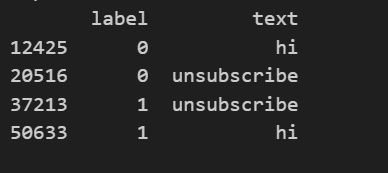 label text
12425 0 hi
20516 0 unsubscribe
37213 1 unsubscribe
50633 1 hi